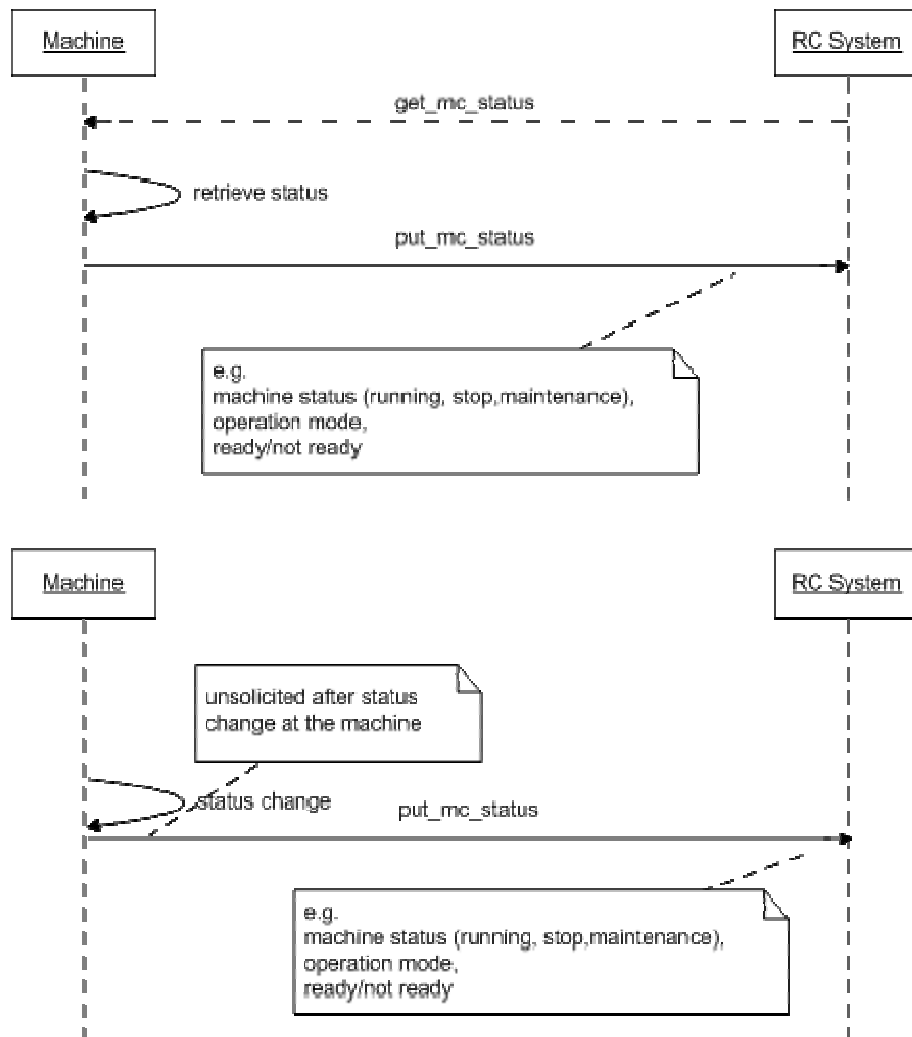 Machine
RC System
get_mc_status
retrieve status
put_mc_status
e.g.
machine status (running, stop,maintenance),
operation mode,
ready/not ready
Machine
RC System
unsolicited after status
change at the machine
status change
put_mc_status
e.g.
machine status (running, stop,maintenance),
operation mode,
ready/not ready